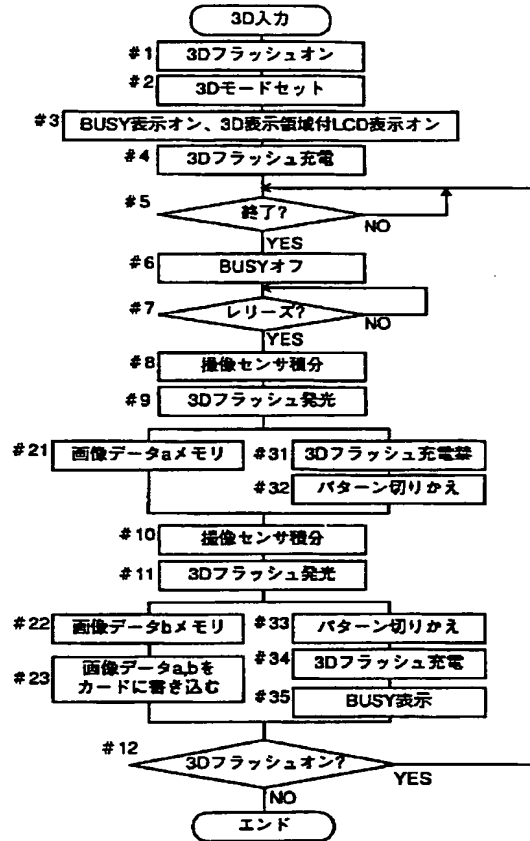 3D入力
#1 3Dフラッシュオン
#2 3Dモードセット
#3 BUSY表示オン、3D表示領域付LCD表示オン
#4 3Dフラッシュ充電
#5 終了?
NO
YES
#6 BUSYオフ
#7 レリーズ?
NO
YES
#8 撮像センサ積分
#9 3Dフラッシュ発光
#21 画像データaメモリ
#31 3Dフラッシュ充電禁
#32 パターン切りかえ
#10 撮像センサ積分
#11 3Dフラッシュ発光
#22 画像データbメモリ
#33 パターン切りかえ
#23 画像データa,bを
カードに書き込む
#34 3Dフラッシュ充電
#35 BUSY表示
#12 3Dフラッシュオン?
YES
NO
エンド